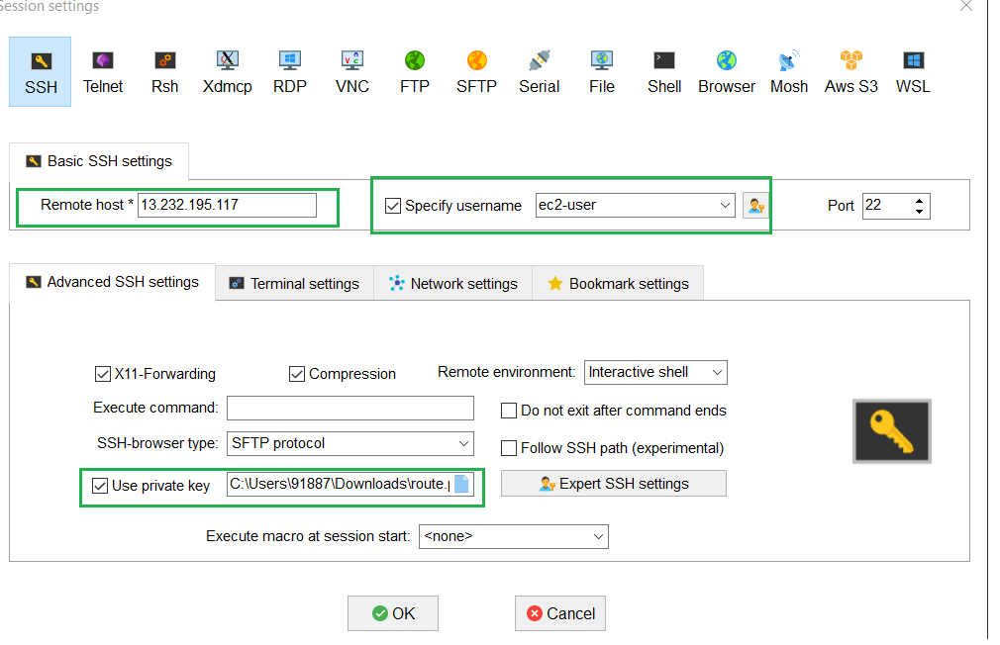 Session settings
SSH Telnet Rsh Xdmcp RDP VNC FTP SFTP Serial File Shell Browser Mosh Aws S3 WSL
Basic SSH settings
Remote host * 13.232.195.117 Specify username ec2-user Port 22
Advanced SSH settings Terminal settings Network settings Bookmark settings
X11-Forwarding Compression Remote environment: Interactive shell
Execute command: Do not exit after command ends
SSH-browser type: SFTP protocol Follow SSH path (experimental)
Use private key C:\Users\91887\Downloads\route.p Expert SSH settings
Execute macro at session start: <none>
OK Cancel